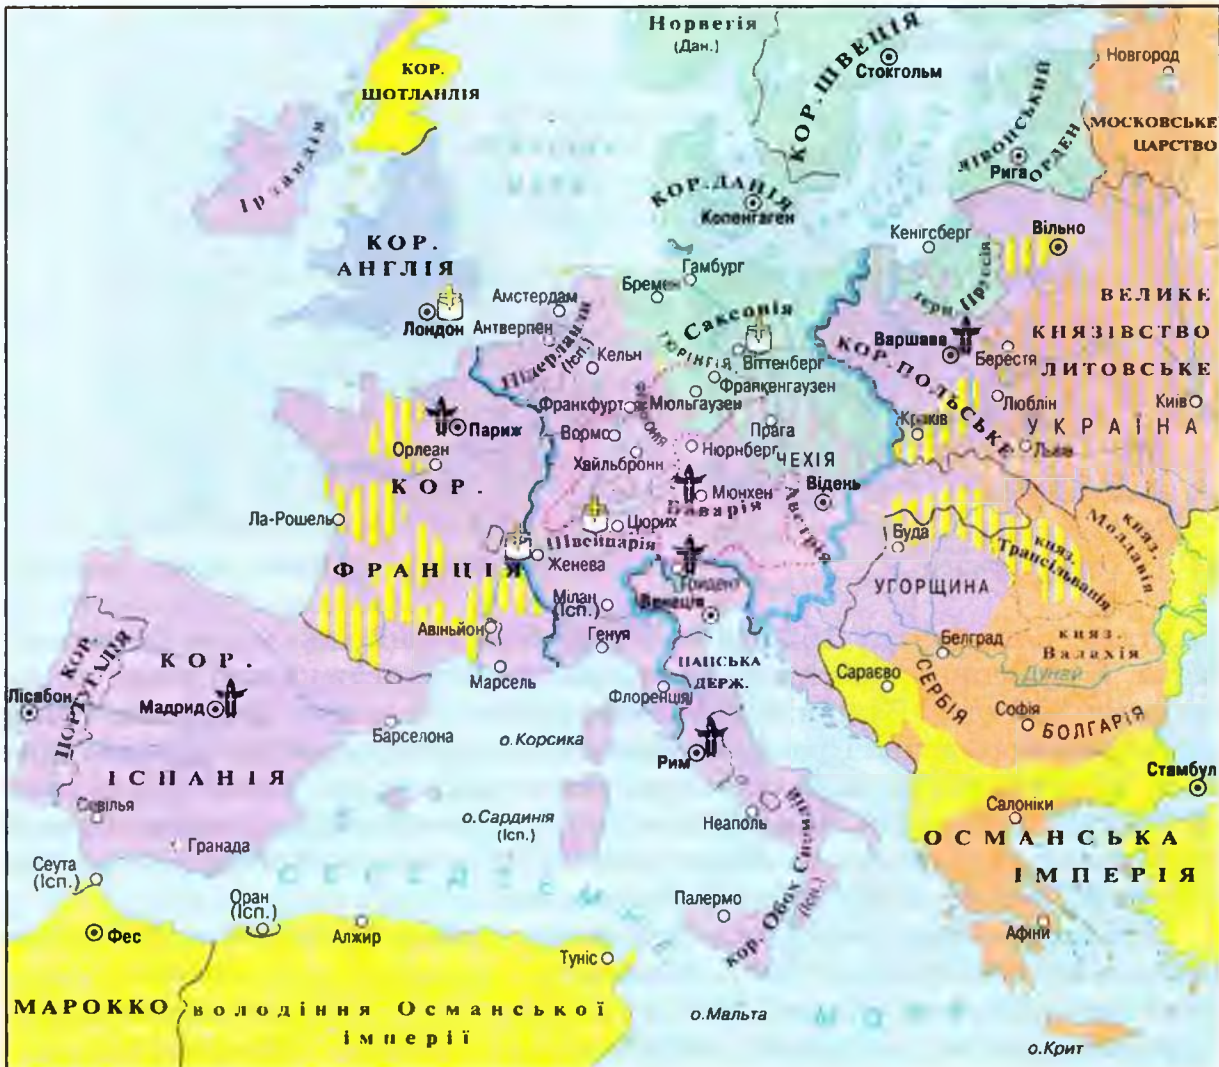 Норвегія
(Дан.)
КОР. ШВЕЦІЯ
Стокгольм
Новгород
КОР.
ШОТЛАНЛІЯ
ЛІВОНСЬКИЙ
ОРДЕН
Рига
МОСКОВСЬКЕ
ЦАРСТВО
Ірландія
КОР. ДАНІЯ
Копенгаген
КОР.
АНГЛІЯ
Лондон
Кенігсберг
Вільно
Гамбург
Бремен
Амстердам
Антверпен
Нідерланди
(Ісп.)
Кельн
Саксонія
ТЮРІНГІЯ
Віттенберг
Франкенгаузен
Мюльгаузен
Франкфурт
ВЕЛИКЕ
КНЯЗІВСТВО
ЛИТОВСЬКЕ
Варшава
КОР. ПОЛЬСЬКЕ
Берестя
Люблін
Київ
УКРАЇНА
Краків
Львів
Париж
Орлеан
КОР.
ФРАНЦІЯ
Ла-Рошель
Вормс
Хайльбронн
Нюрнберг
Прага
ЧЕХІЯ
Мюнхен
Баварія
Відень
Австрія
Цюрих
Швейцарія
Женева
Буда
УГОРЩИНА
княз.
Трансільванія
княз.
Молдавія
Мілан
(Ісп.)
Тридент
Венеція
Генуя
Авіньйон
Марсель
КОР.
ПОРТУГАЛІЯ
Лісабон
КОР.
ІСПАНІЯ
Мадрид
Барселона
Севілья
Гранада
ПАПСЬКА
ДЕРЖ.
Флоренція
Рим
о.Корсика
о.Сардинія
(Ісп.)
Неаполь
кор. Обох Сицилій
(Ісп.)
Палермо
Белград
княз.
Валахія
Дунай
Сараєво
СЕРБІЯ
Софія
БОЛГАРІЯ
Стамбул
Салоніки
ОСМАНСЬКА
ІМПЕРІЯ
Афіни
Сеута
(Ісп.)
Оран
(Ісп.)
Фес
Алжир
Туніс
МАРОККО
володіння Османської
імперії
о.Мальта
о.Крит